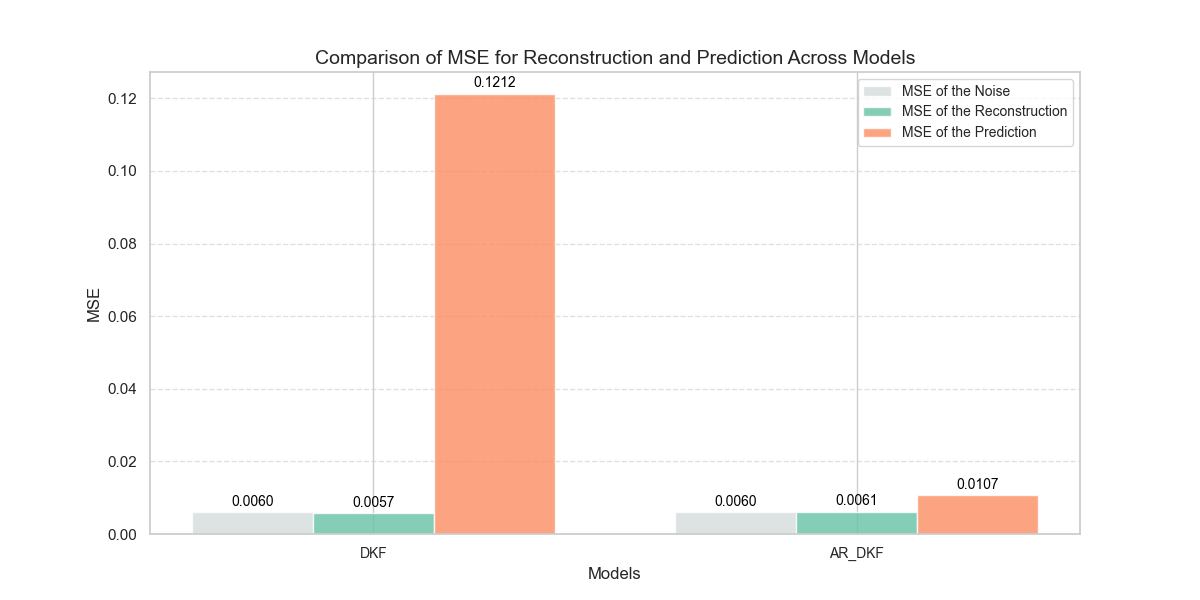 Comparison of MSE for Reconstruction and Prediction Across Models
0.1212
MSE of the Noise
MSE of the Reconstruction
MSE of the Prediction
0.12
0.10
0.08
0.06
0.04
0.02
0.00
MSE
0.0060
0.0057
0.0060
0.0061
0.0107
DKF
AR_DKF
Models